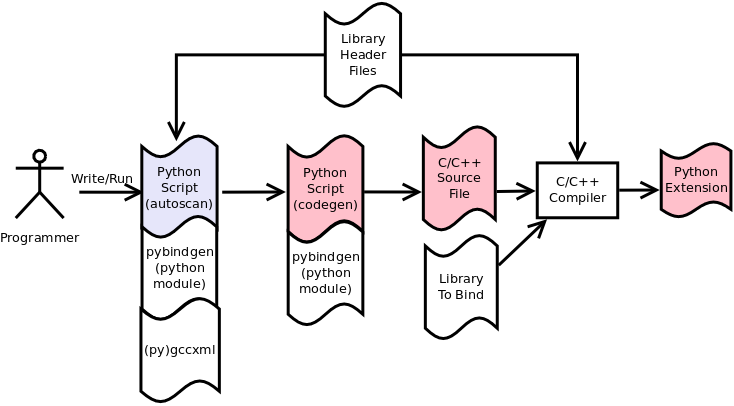 Library
Header
Files
Write/Run
Programmer
Python
Script
(autoscan)
pybindgen
(python
module)
(py)gccxml
Python
Script
(codegen)
pybindgen
(python
module)
C/C++
Source
File
Library
To Bind
C/C++
Compiler
Python
Extension